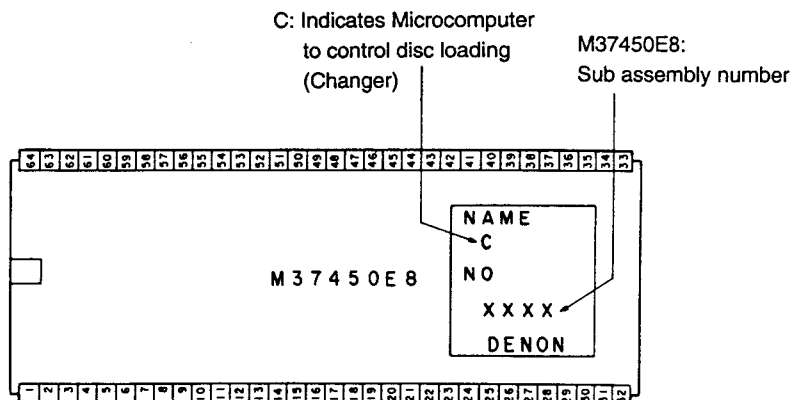 C: Indicates Microcomputer
to control disc loading
(Changer)
M37450E8:
Sub assembly number
64 63 62 61 60 59 58 57 56 55 54 53 52 51 50 49 48 47 46 45 44 43 42 41 40 39 38 37 36 35 34 33
NAME
C
M37450E8
NO
XXXX
DENON
1 2 3 4 5 6 7 8 9 10 11 12 13 14 15 16 17 18 19 20 21 22 23 24 25 26 27 28 29 30 31 32